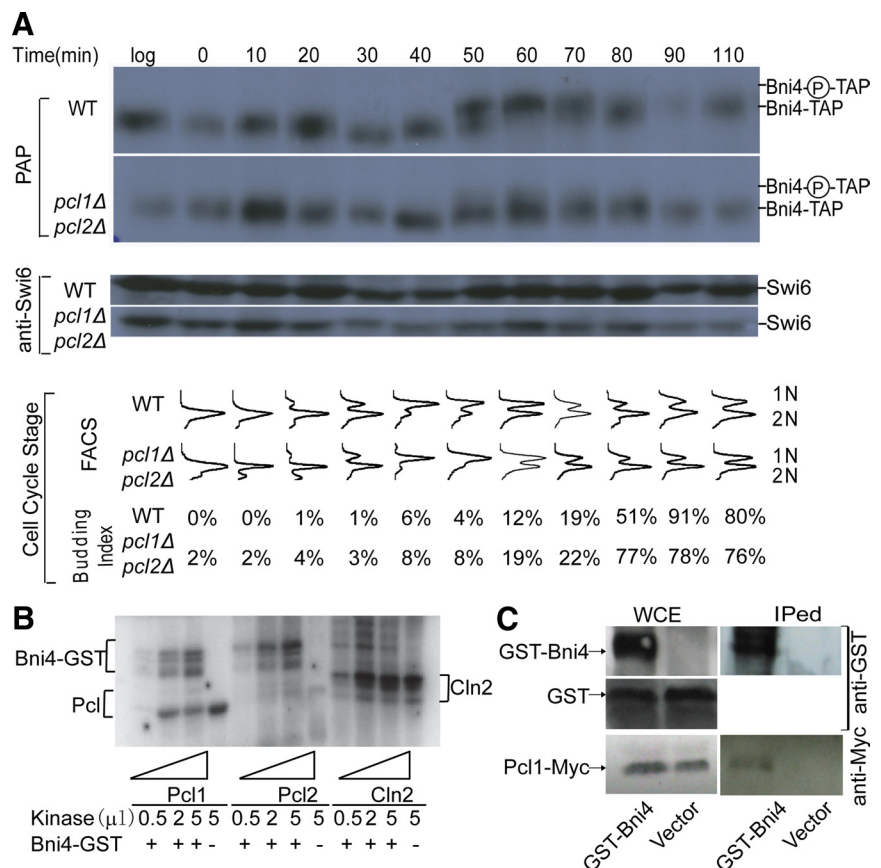 A
Time(min) log 0 10 20 30 40 50 60 70 80 90 110
PAP
WT
Bni4-Ⓟ-TAP
Bni4-TAP
pcl1Δ
pcl2Δ
Bni4-Ⓟ-TAP
Bni4-TAP
anti-Swi6
WT
Swi6
pcl1Δ
pcl2Δ
Swi6
Cell Cycle Stage
FACS
WT
1N
2N
pcl1Δ
pcl2Δ
1N
2N
Budding Index
WT 0% 0% 1% 1% 6% 4% 12% 19% 51% 91% 80%
pcl1Δ
pcl2Δ 2% 2% 4% 3% 8% 8% 19% 22% 77% 78% 76%
B
Bni4-GST
Pcl
Cln2
Pcl1 Pcl2 Cln2
Kinase(μl) 0.5 2 5 5 0.5 2 5 5 0.5 2 5 5
Bni4-GST + + + - + + + - + + + -
C
WCE IPed
GST-Bni4
GST
anti-GST
Pcl1-Myc
anti-Myc
GST-Bni4 Vector GST-Bni4 Vector